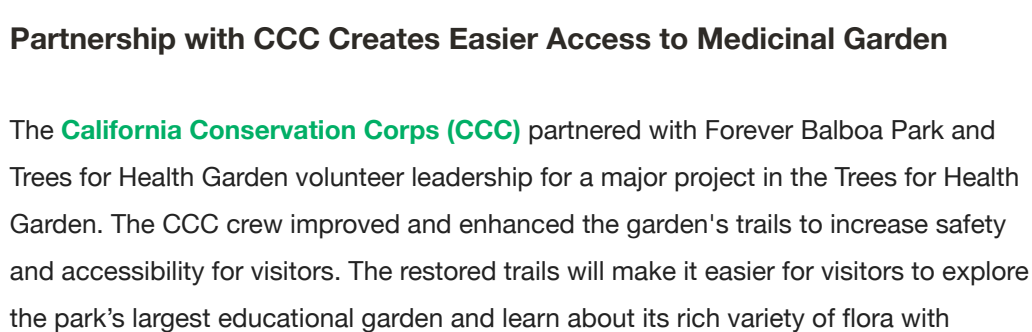 Partnership with CCC Creates Easier Access to Medicinal Garden
The California Conservation Corps (CCC) partnered with Forever Balboa Park and
Trees for Health Garden volunteer leadership for a major project in the Trees for Health
Garden. The CCC crew improved and enhanced the garden's trails to increase safety
and accessibility for visitors. The restored trails will make it easier for visitors to explore
the park’s largest educational garden and learn about its rich variety of flora with